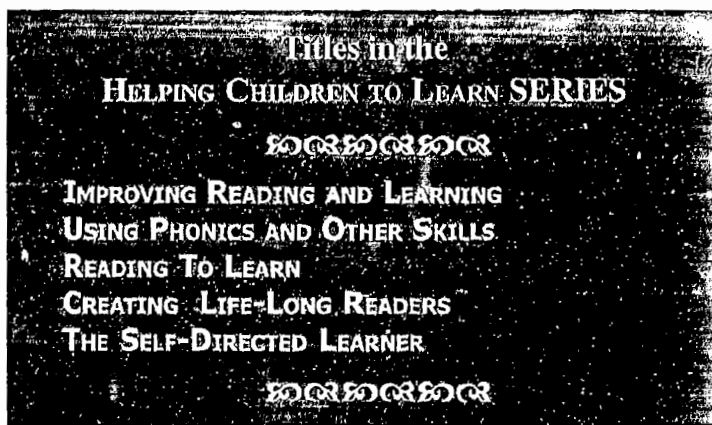 Titles in the
HELPING CHILDREN TO LEARN SERIES
IMPROVING READING AND LEARNING
USING PHONICS AND OTHER SKILLS
READING TO LEARN
CREATING LIFE-LONG READERS
THE SELF-DIRECTED LEARNER